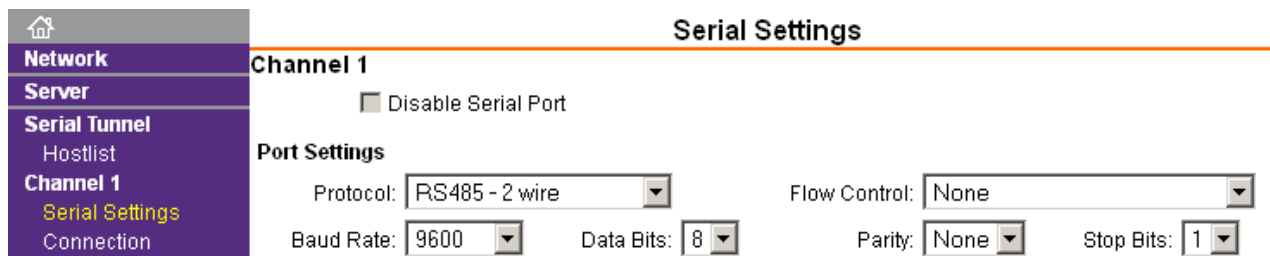 Serial Settings
Network
Server
Serial Tunnel
Hostlist
Channel 1
Serial Settings
Connection
Channel 1
Disable Serial Port
Port Settings
Protocol: RS485 - 2 wire Flow Control: None
Baud Rate: 9600 Data Bits: 8 Parity: None Stop Bits: 1